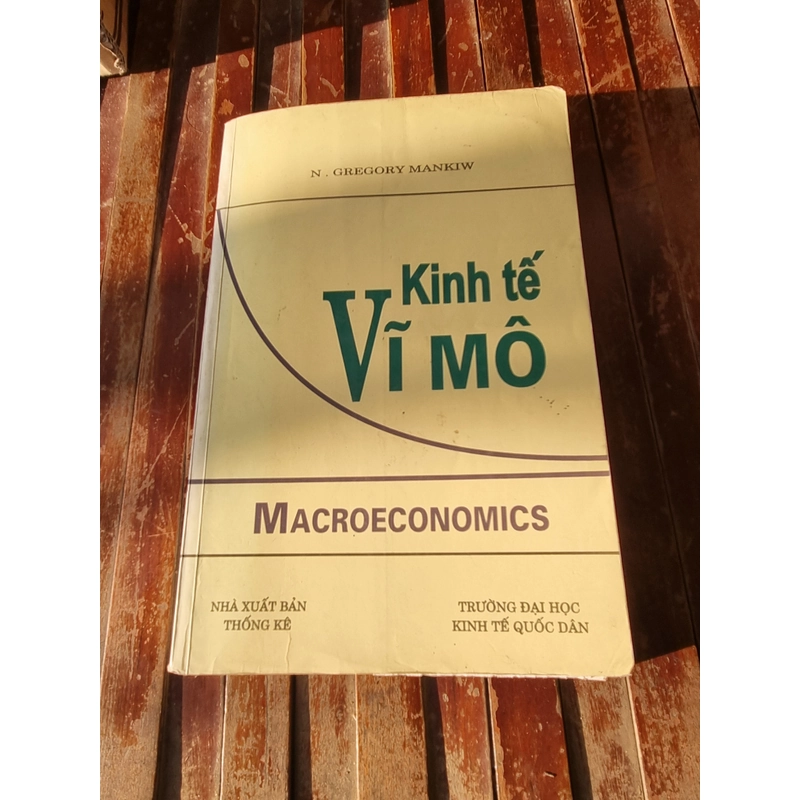 N . GREGORY MANKIW
Kinh tế
VĨ MÔ
MACROECONOMICS
NHÀ XUẤT BẢN
THỐNG KÊ
TRƯỜNG ĐẠI HỌC
KINH TẾ QUỐC DÂN